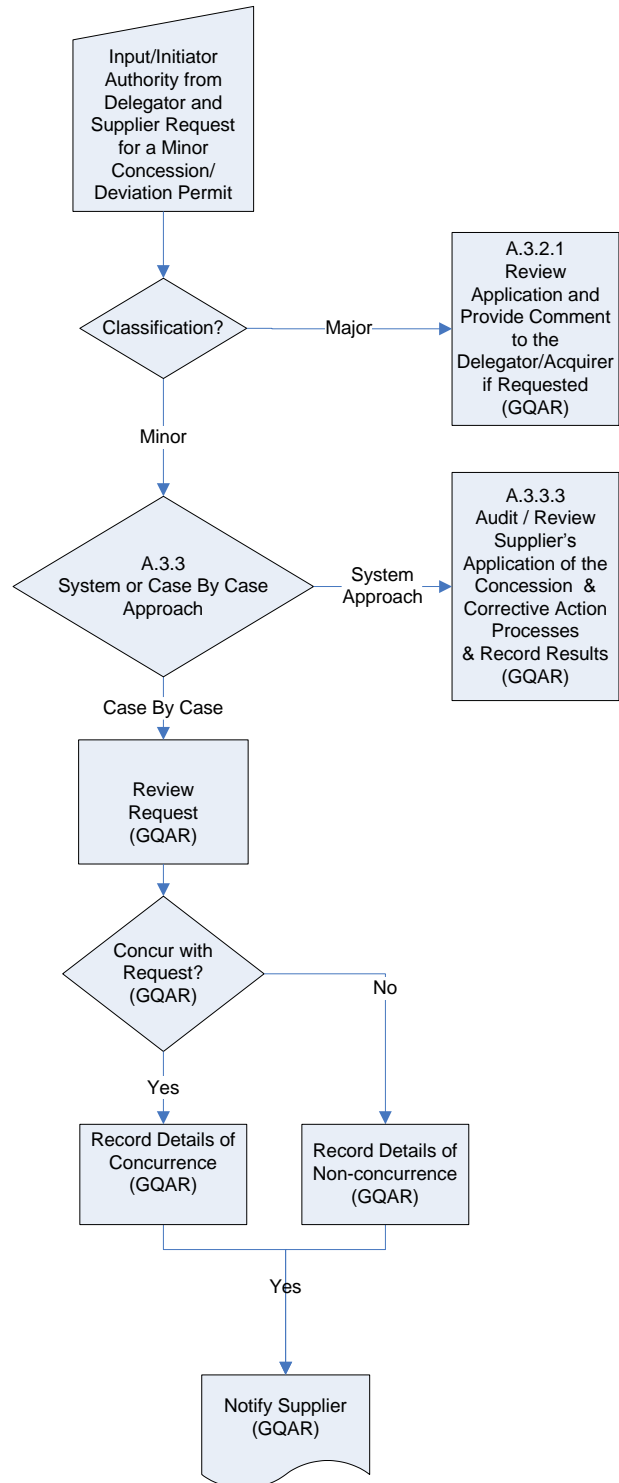 Input/Initiator
Authority from
Delegator and
Supplier Request
for a Minor
Concession/
Deviation Permit
Classification?
Major
A.3.2.1
Review
Application and
Provide Comment
to the
Delegator/Acquirer
if Requested
(GQAR)
Minor
A.3.3
System or Case By Case
Approach
System
Approach
A.3.3.3
Audit / Review
Supplier's
Application of the
Concession &
Corrective Action
Processes
& Record Results
(GQAR)
Case By Case
Review
Request
(GQAR)
Concur with
Request?
(GQAR)
No
Yes
Record Details of
Concurrence
(GQAR)
Record Details of
Non-concurrence
(GQAR)
Yes
Notify Supplier
(GQAR)